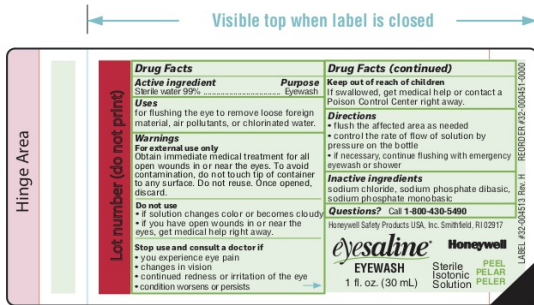 Visible top when label is closed
Hinge Area
Lot number (do not print)
Drug Facts
Active ingredient Purpose
Sterile water 99% ................................ Eyewash
Uses
for flushing the eye to remove loose foreign
material, air pollutants, or chlorinated water.
Warnings
For external use only
Obtain immediate medical treatment for all
open wounds in or near the eyes. To avoid
contamination, do not touch tip of container
to any surface. Do not reuse. Once opened,
discard.
Do not use
• if solution changes color or becomes cloudy
• if you have open wounds in or near the
eyes, get medical help right away.
Stop use and consult a doctor if
• you experience eye pain
• changes in vision
• continued redness or irritation of the eye
• condition worsens or persists
Drug Facts (continued)
Keep out of reach of children
If swallowed, get medical help or contact a
Poison Control Center right away.
Directions
• flush the affected area as needed
• control the rate of flow of solution by
pressure on the bottle
• if necessary, continue flushing with emergency
eyewash or shower
Inactive ingredients
sodium chloride, sodium phosphate dibasic,
sodium phosphate monobasic
Questions? Call 1-800-430-5490
Honeywell Safety Products USA, Inc. Smithfield, RI 02917
eyesaline®
EYEWASH
1 fl. oz. (30 mL)
Honeywell
Sterile
Isotonic
Solution
PEEL
PELAR
PELER
LABEL #32-004513 Rev. H REORDER #32-000451-0000